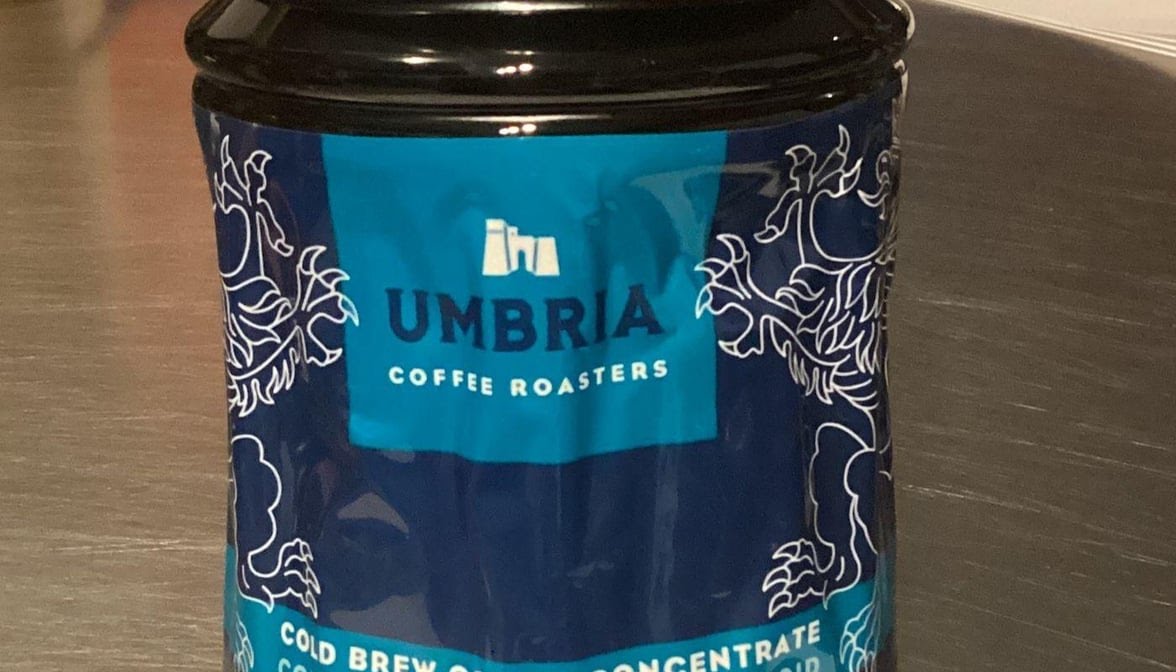 UMBRIA
COFFEE ROASTERS
COLD BREW CONCENTRATE